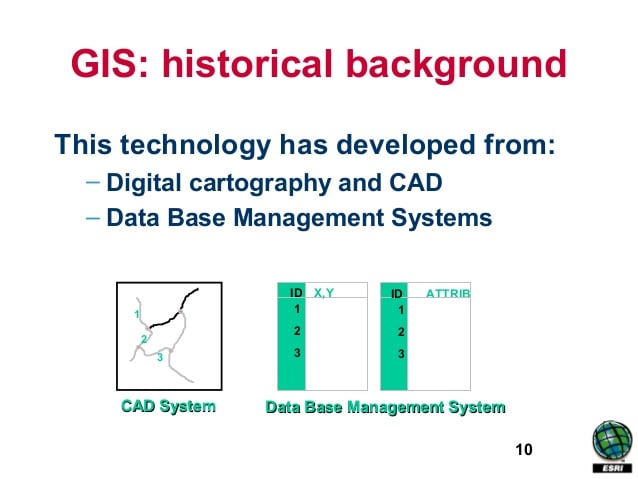 GIS: historical background
This technology has developed from:
– Digital cartography and CAD
– Data Base Management Systems
1
2
3
CAD System
ID X,Y
1
2
3
ID ATTRIB
1
2
3
Data Base Management System
10
ESRI